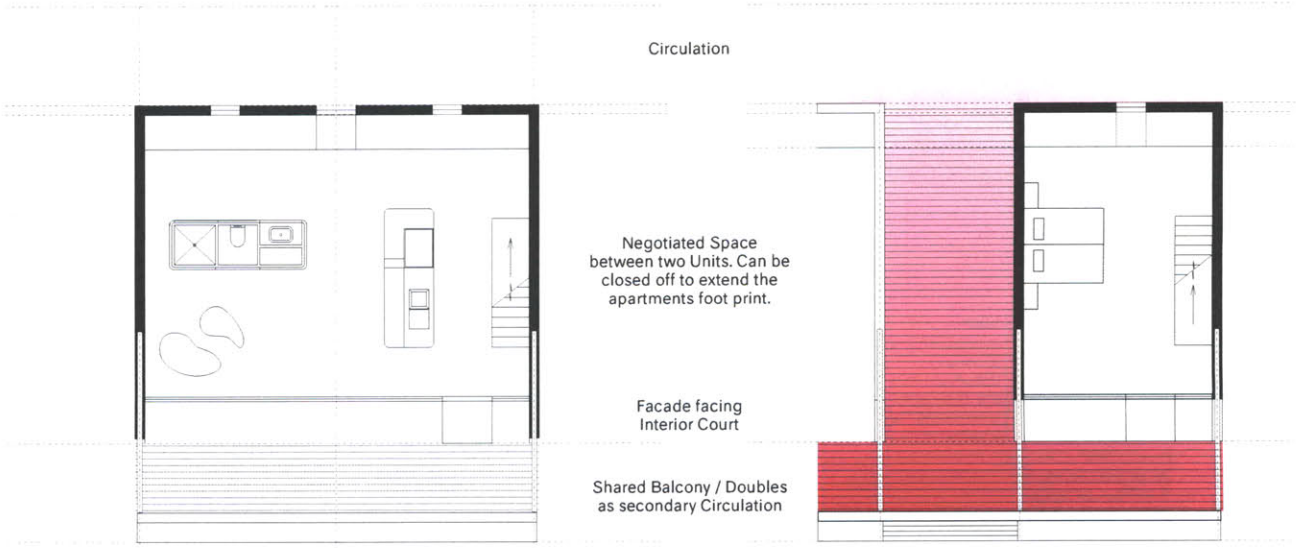 Circulation
Negotiated Space
between two Units. Can be
closed off to extend the
apartments foot print.
Facade facing
Interior Court
Shared Balcony / Doubles
as secondary Circulation